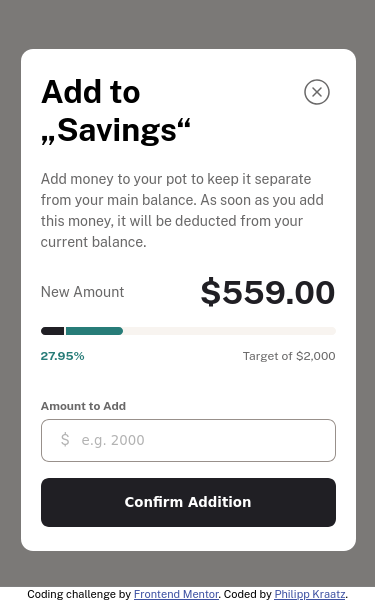 Add to
„Savings“
Add money to your pot to keep it separate
from your main balance. As soon as you add
this money, it will be deducted from your
current balance.
New Amount $559.00
27.95% Target of $2,000
Amount to Add
$ e.g. 2000
Confirm Addition
Coding challenge by Frontend Mentor. Coded by Philipp Kraatz.